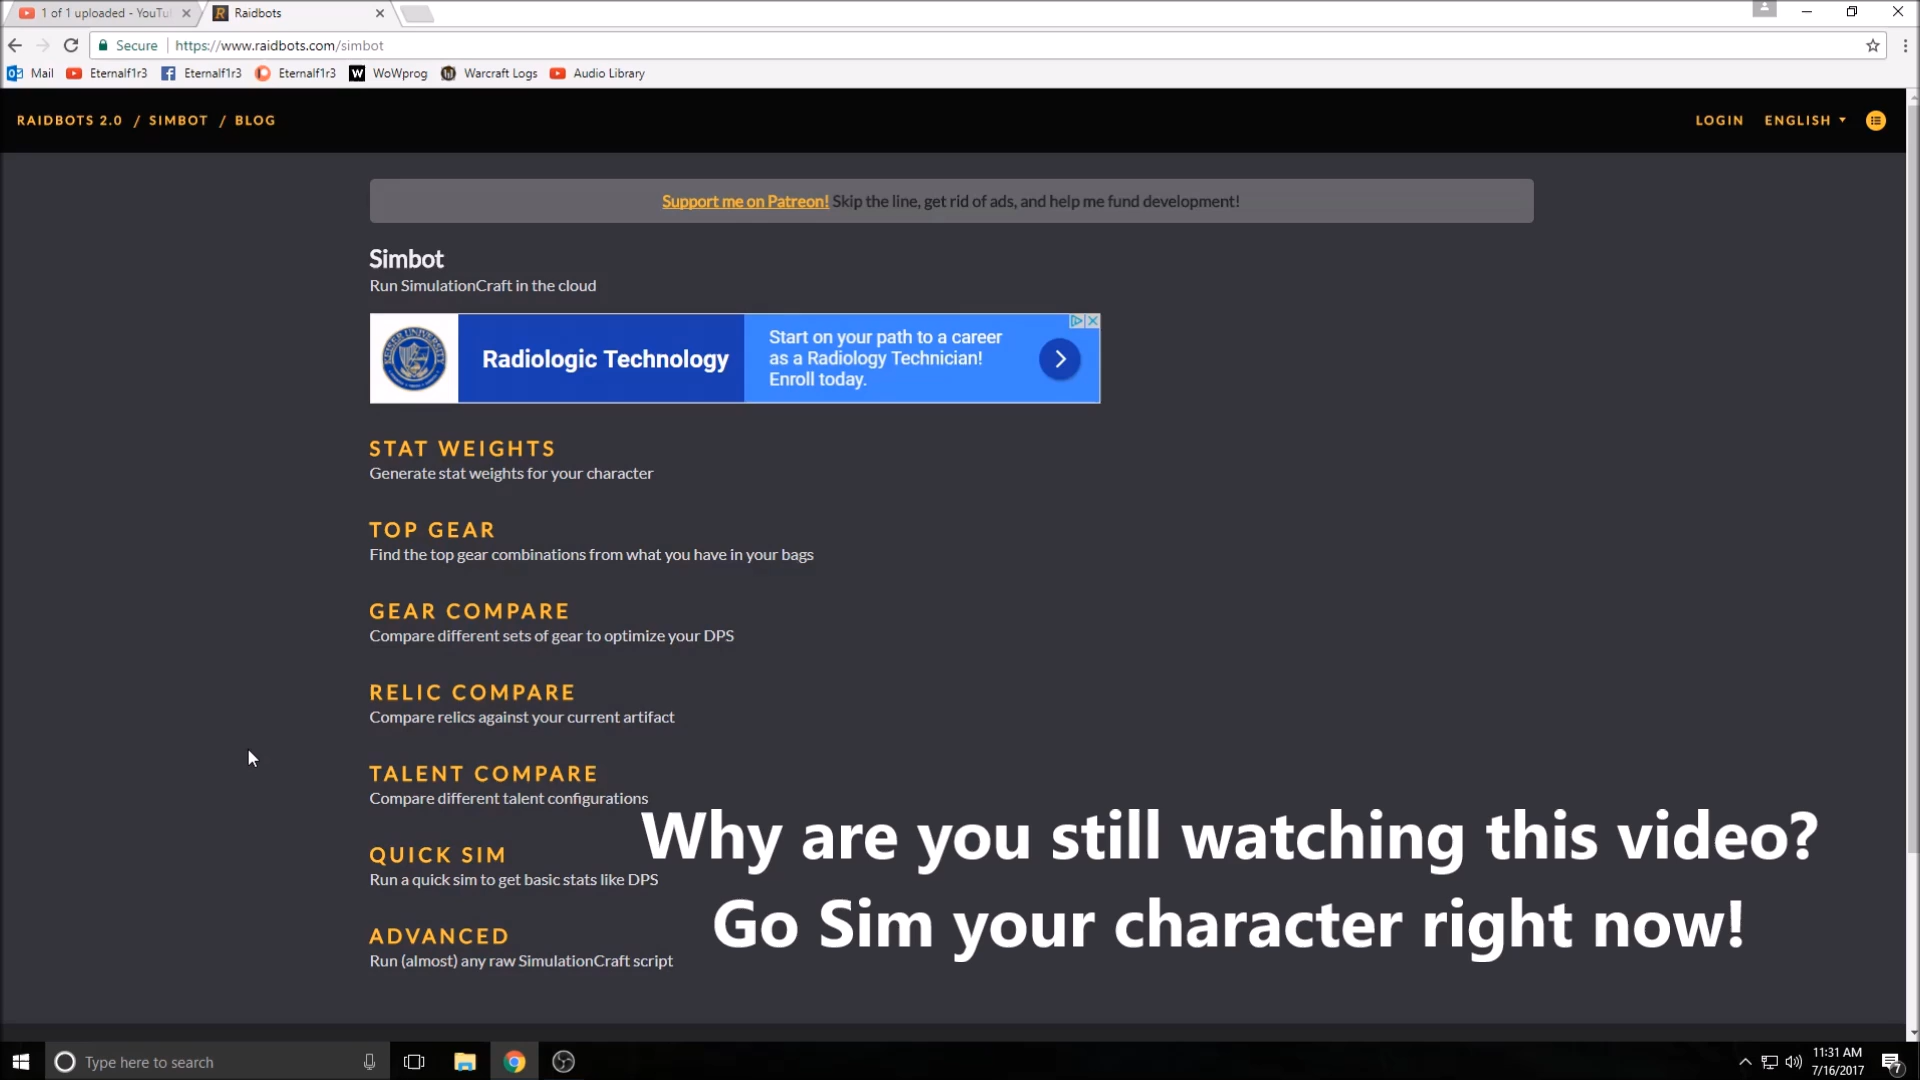 1 of 1 uploaded - YouTu
Raidbots
Secure
https://www.raidbots.com/simbot
Mail
Eternalf1r3
Eternalf1r3
Eternalf1r3
W
WoWprog
Warcraft Logs
Audio Library
RAIDBOTS 2.0 / SIMBOT / BLOG
LOGIN
ENGLISH
Support me on Patreon! Skip the line, get rid of ads, and help me fund development!
Simbot
Run SimulationCraft in the cloud
Radiologic Technology
Start on your path to a career
as a Radiology Technician!
Enroll today.
STAT WEIGHTS
Generate stat weights for your character
TOP GEAR
Find the top gear combinations from what you have in your bags
GEAR COMPARE
Compare different sets of gear to optimize your DPS
RELIC COMPARE
Compare relics against your current artifact
TALENT COMPARE
Compare different talent configurations
QUICK SIM
Run a quick sim to get basic stats like DPS
ADVANCED
Run (almost) any raw SimulationCraft script
Why are you still watching this video?
Go Sim your character right now!
Type here to search
11:31 AM
7/16/2017
7